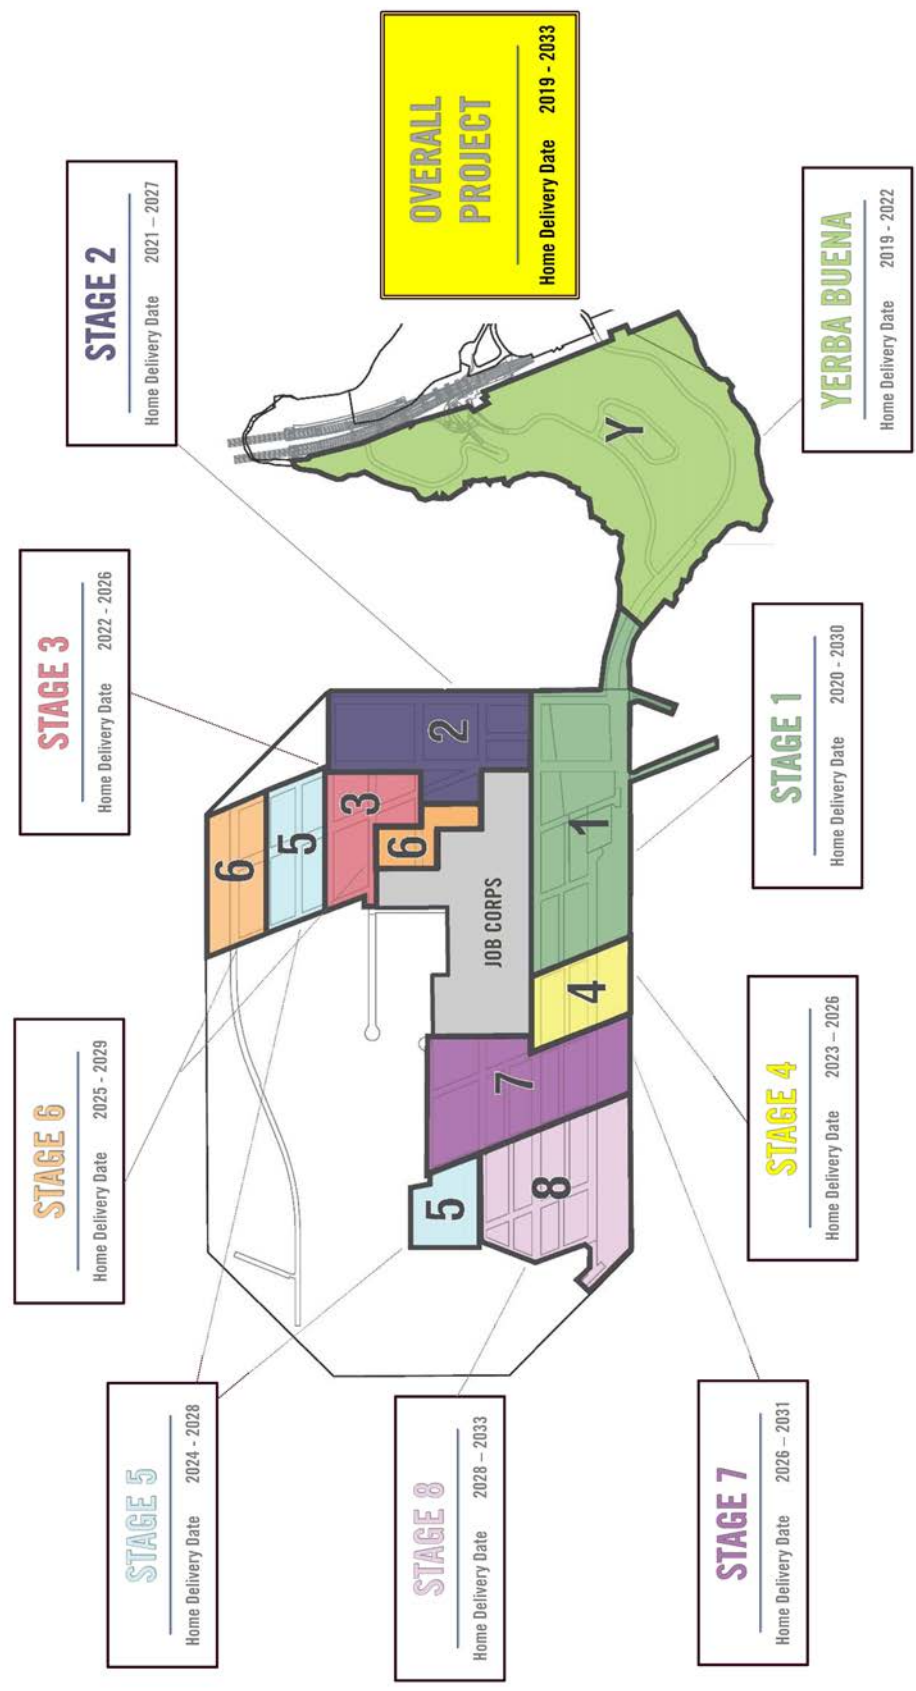 STAGE 5
Home Delivery Date 2024 - 2028
STAGE 6
Home Delivery Date 2025 - 2029
STAGE 3
Home Delivery Date 2022 - 2026
STAGE 2
Home Delivery Date 2021 – 2027
OVERALL
PROJECT
Home Delivery Date 2019 - 2033
6
5
3
6
2
JOB CORPS
5
7
8
4
1
Y
STAGE 8
Home Delivery Date 2028 – 2033
STAGE 7
Home Delivery Date 2026 – 2031
STAGE 4
Home Delivery Date 2023 – 2026
STAGE 1
Home Delivery Date 2020 - 2030
YERBA BUENA
Home Delivery Date 2019 - 2022